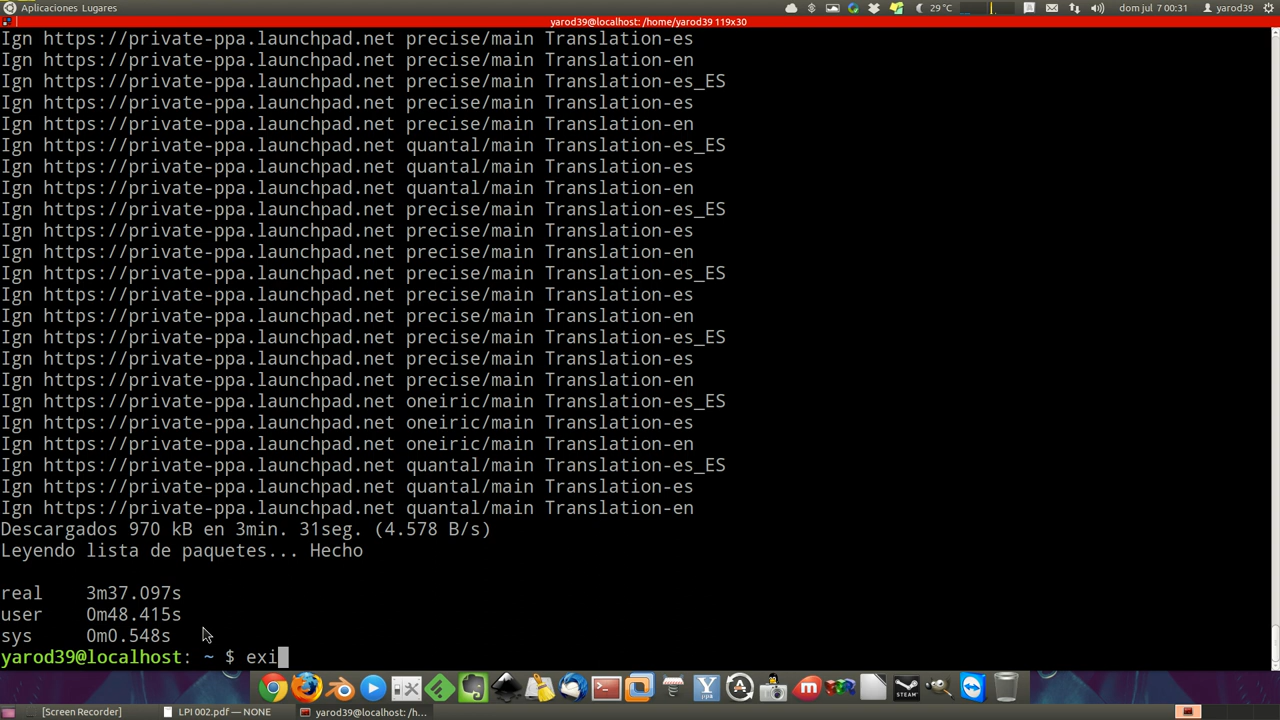 Aplicaciones Lugares
29 °C
dom jul 7 00:31
yarod39
yarod39@localhost: /home/yarod39 119x30
Ign https://private-ppa.launchpad.net precise/main Translation-es
Ign https://private-ppa.launchpad.net precise/main Translation-en
Ign https://private-ppa.launchpad.net precise/main Translation-es_ES
Ign https://private-ppa.launchpad.net precise/main Translation-es
Ign https://private-ppa.launchpad.net precise/main Translation-en
Ign https://private-ppa.launchpad.net quantal/main Translation-es_ES
Ign https://private-ppa.launchpad.net quantal/main Translation-es
Ign https://private-ppa.launchpad.net quantal/main Translation-en
Ign https://private-ppa.launchpad.net precise/main Translation-es_ES
Ign https://private-ppa.launchpad.net precise/main Translation-es
Ign https://private-ppa.launchpad.net precise/main Translation-en
Ign https://private-ppa.launchpad.net precise/main Translation-es_ES
Ign https://private-ppa.launchpad.net precise/main Translation-es
Ign https://private-ppa.launchpad.net precise/main Translation-en
Ign https://private-ppa.launchpad.net precise/main Translation-es_ES
Ign https://private-ppa.launchpad.net precise/main Translation-es
Ign https://private-ppa.launchpad.net precise/main Translation-en
Ign https://private-ppa.launchpad.net oneiric/main Translation-es_ES
Ign https://private-ppa.launchpad.net oneiric/main Translation-es
Ign https://private-ppa.launchpad.net oneiric/main Translation-en
Ign https://private-ppa.launchpad.net quantal/main Translation-es_ES
Ign https://private-ppa.launchpad.net quantal/main Translation-es
Ign https://private-ppa.launchpad.net quantal/main Translation-en
Descargados 970 kB en 3min. 31seg. (4.578 B/s)
Leyendo lista de paquetes... Hecho
real 3m37.097s
user 0m48.415s
sys 0m0.548s
yarod39@localhost: ~ $ exi
STEAM
[Screen Recorder]
LPI 002.pdf — NONE
yarod39@localhost: /h...